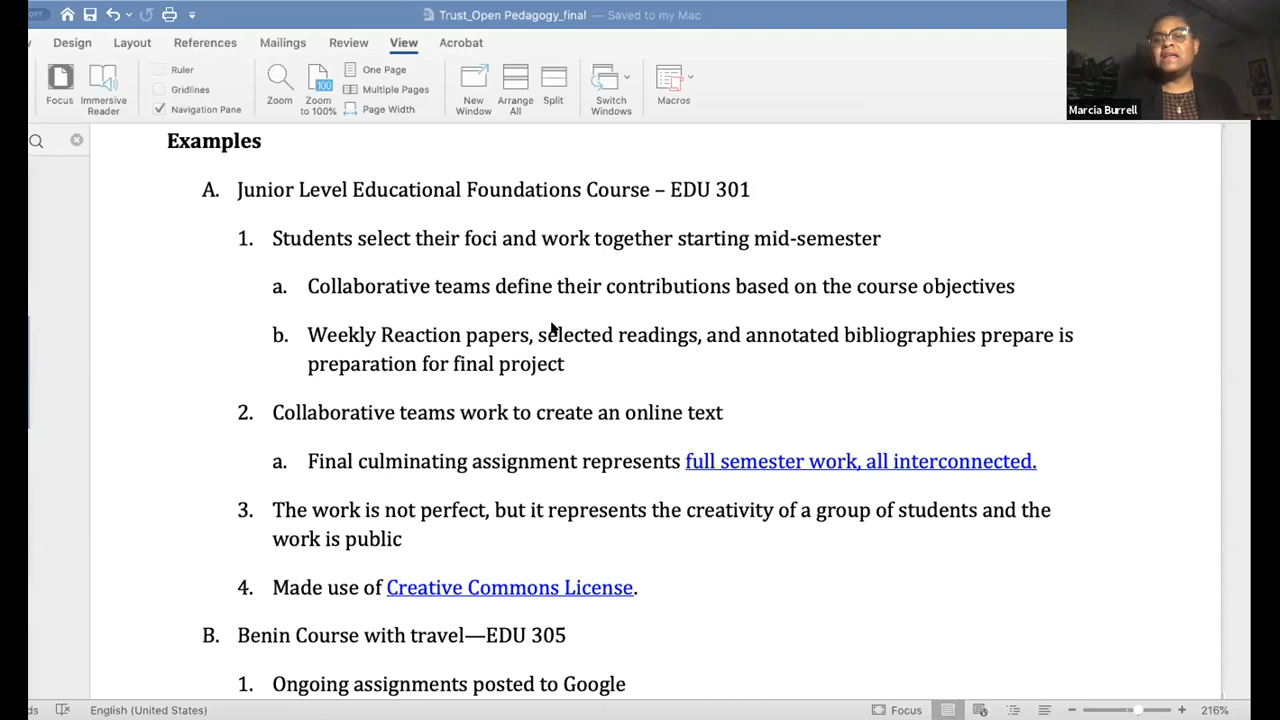 Trust_Open Pedagogy_final — Saved to my Mac
Design Layout References Mailings Review View Acrobat
Focus
Immersive Reader
Ruler
Gridlines
Navigation Pane
Zoom
Zoom to 100%
One Page
Multiple Pages
Page Width
New Window
Arrange All
Split
Switch Windows
Macros
Marcia Burrell
Examples
A. Junior Level Educational Foundations Course – EDU 301
1. Students select their foci and work together starting mid-semester
a. Collaborative teams define their contributions based on the course objectives
b. Weekly Reaction papers, selected readings, and annotated bibliographies prepare is
preparation for final project
2. Collaborative teams work to create an online text
a. Final culminating assignment represents full semester work, all interconnected.
3. The work is not perfect, but it represents the creativity of a group of students and the
work is public
4. Made use of Creative Commons License.
B. Benin Course with travel—EDU 305
1. Ongoing assignments posted to Google
English (United States) Focus 216%